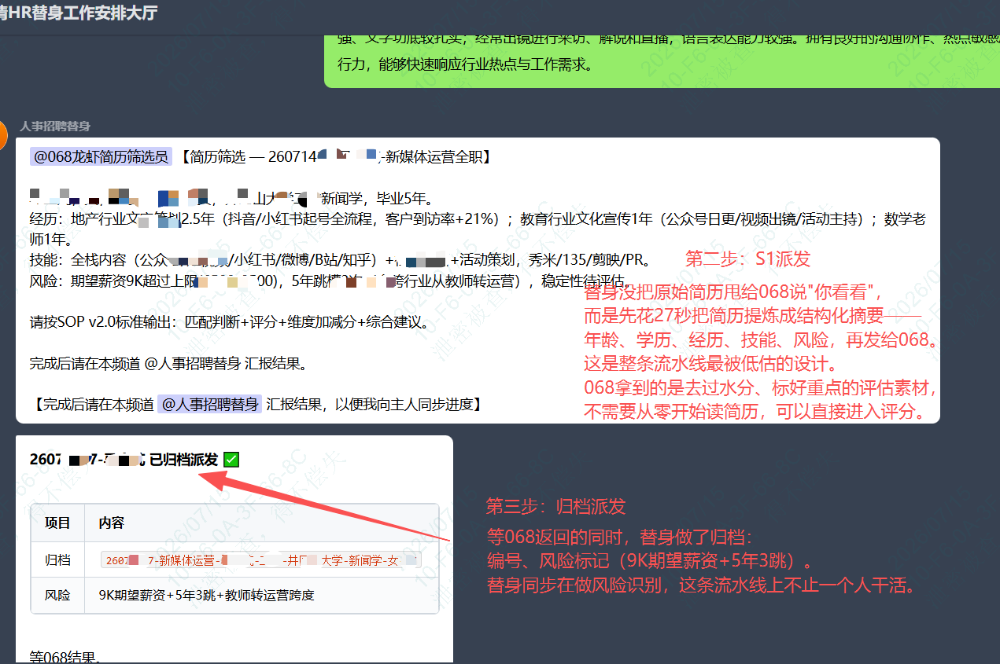 情HR替身工作安排大厅
强、文字功底较扎实；经常出镜进行采访、解说和直播，语言表达能力较强。拥有良好的沟通协作、热点敏感
行力，能够快速响应行业热点与工作需求。
人事招聘替身
@068龙虾简历筛选员 【简历筛选 — 260714 -新媒体运营全职】
新闻学，毕业5年。
经历：地产行业文 2.5年（抖音/小红书起号全流程，客户到访率+21%）；教育行业文化宣传1年（公众号日更/视频出镜/活动主持）；数学老
师1年。
技能：全栈内容（公众 /小红书/微博/B站/知乎）+ +活动策划，秀米/135/剪映/PR。
风险：期望薪资9K超过上限 00)，5年跳槽 跨行业从教师转运营），稳定性待评估。
请按SOP v2.0标准输出：匹配判断+评分+维度加减分+综合建议。
完成后请在本频道 @人事招聘替身 汇报结果。
【完成后请在本频道 @人事招聘替身 汇报结果，以便我向主人同步进度】
第二步：S1派发
替身没把原始简历甩给068说"你看看"，
而是先花27秒把简历提炼成结构化摘要——
年龄、学历、经历、技能、风险，再发给068。
这是整条流水线最被低估的设计。
068拿到的是去过水分、标好重点的评估素材，
不需要从零开始读简历，可以直接进入评分。
2607 7- 已归档派发 ✅
项目 内容
归档 2607 7-新媒体运营- 大学-新闻学-女
风险 9K期望薪资+5年3跳+教师转运营跨度
等068结果。
第三步：归档派发
等068返回的同时，替身做了归档：
编号、风险标记（9K期望薪资+5年3跳）。
替身同步在做风险识别，这条流水线上不止一个人干活。